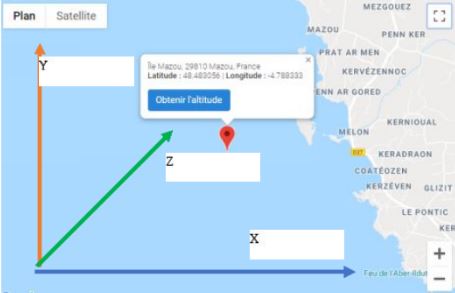 Plan Satellite
MEZGOUEZ
MAZOU
PENN KER
PRAT AR MEN
Y
Île Mazou, 29810 Mazou, France
KERVÉZENNOC
Latitude : 48.483056 | Longitude : -4.788333
ENN AR GORED
Obtenir l'altitude
KERNIOUAL
MELON
D27
KERADRAON
Z
COATÉOZEN
KERZÉVEN
GLIZIT
LE PONTIC
KER
X
+
Feu de l'Aber-Ildut
−